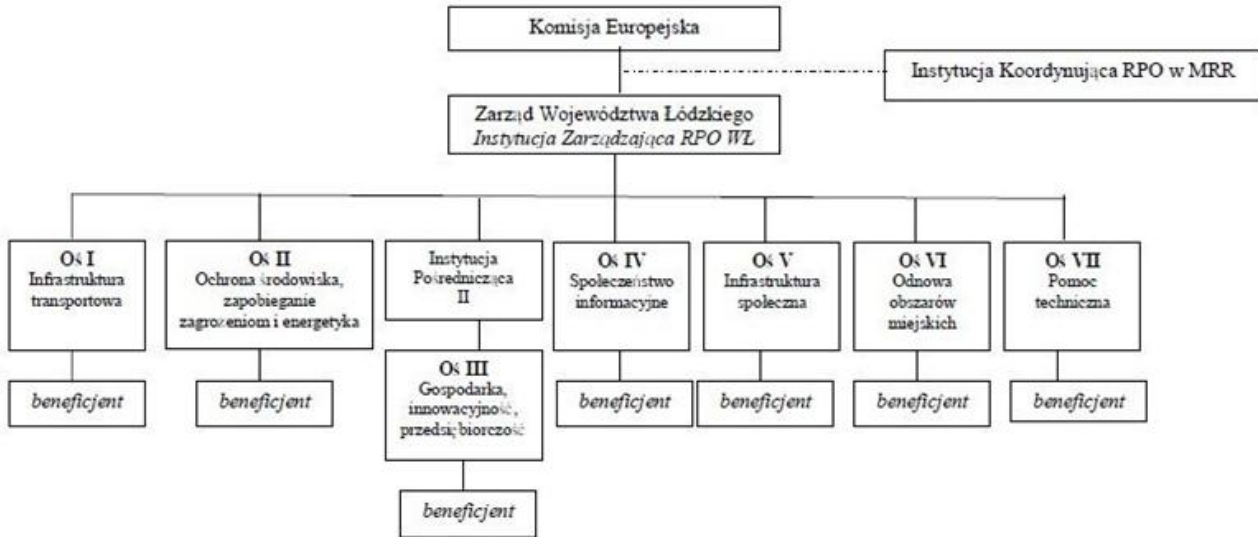 Komisja Europejska
Instytucja Koordynująca RPO w MRR
Zarząd Województwa Łódzkiego
Instytucja Zarządzająca RPO WŁ
Oś I
Infrastruktura
transportowa
Oś II
Ochrona środowiska,
zapobieganie
zagrożeniom i energetyka
Instytucja
Pośrednicząca
II
Oś IV
Społeczeństwo
informacyjne
Oś V
Infrastruktura
społeczna
Oś VI
Odnowa
obszarów
miejskich
Oś VII
Pomoc
techniczna
beneficjent
beneficjent
Oś III
Gospodarka,
innowacyjność,
przedsiębiorczość
beneficjent
beneficjent
beneficjent
beneficjent
beneficjent